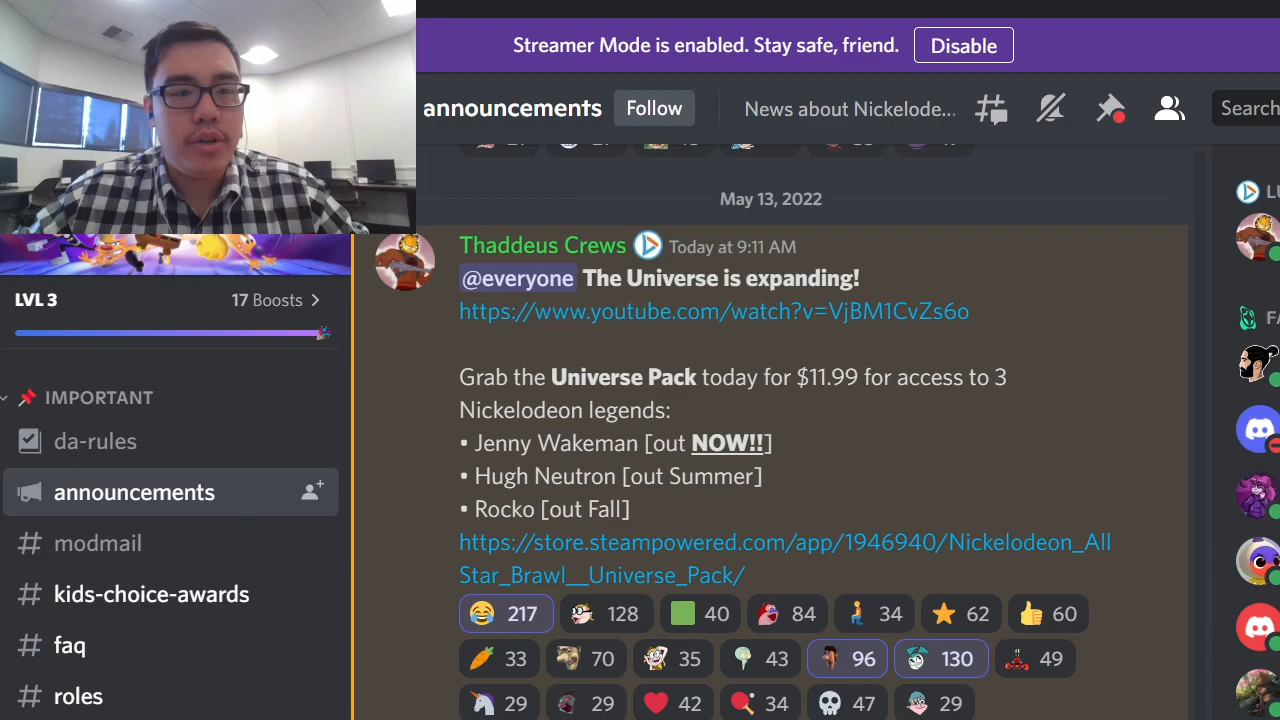 Streamer Mode is enabled. Stay safe, friend. Disable
announcements Follow News about Nickelode... Search
May 13, 2022
Thaddeus Crews Today at 9:11 AM
@everyone The Universe is expanding!
https://www.youtube.com/watch?v=VjBM1CvZs6o
Grab the Universe Pack today for $11.99 for access to 3
Nickelodeon legends:
• Jenny Wakeman [out NOW!!]
• Hugh Neutron [out Summer]
• Rocko [out Fall]
https://store.steampowered.com/app/1946940/Nickelodeon_All
Star_Brawl__Universe_Pack/
217 128 40 84 34 62 60
33 70 35 43 96 130 49
29 29 42 34 47 29
LVL 3 17 Boosts
IMPORTANT
da-rules
announcements
modmail
kids-choice-awards
faq
roles